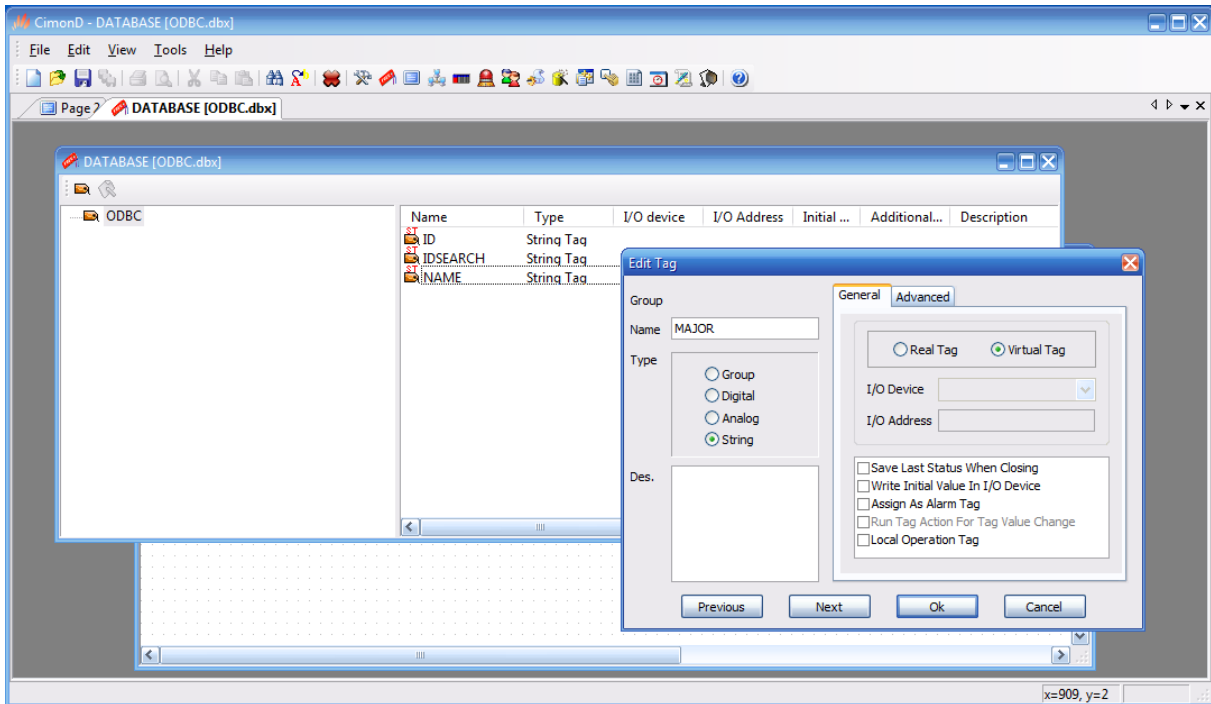 CimonD - DATABASE [ODBC.dbx]
File Edit View Tools Help
Page2 DATABASE [ODBC.dbx]
DATABASE [ODBC.dbx]
ODBC
Name Type I/O device I/O Address Initial ... Additional... Description
ST ID String Tag
ST IDSEARCH String Tag
ST NAME String Tag
Edit Tag
Group
Name MAJOR
Type
Group
Digital
Analog
String
Des.
General Advanced
Real Tag Virtual Tag
I/O Device
I/O Address
Save Last Status When Closing
Write Initial Value In I/O Device
Assign As Alarm Tag
Run Tag Action For Tag Value Change
Local Operation Tag
Previous Next Ok Cancel
x=909, y=2